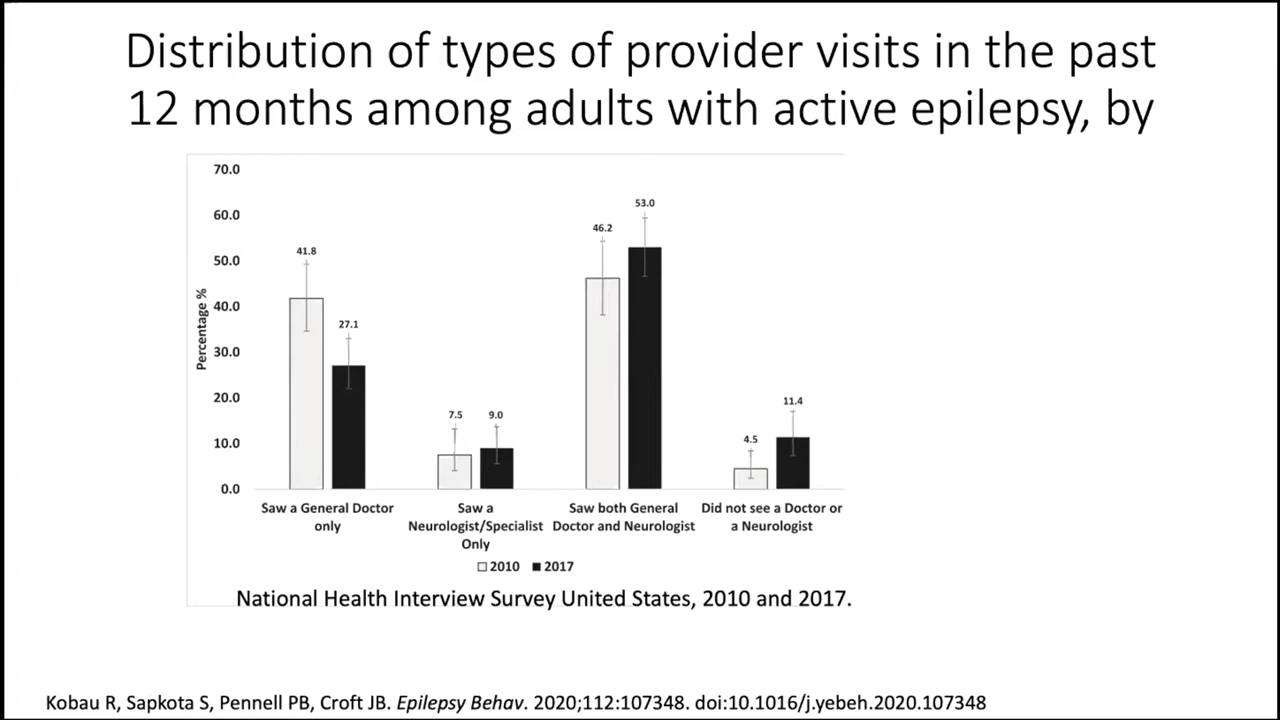 Distribution of types of provider visits in the past
12 months among adults with active epilepsy, by
70.0
60.0
50.0
40.0
30.0
20.0
10.0
0.0
Percentage %
41.8
27.1
7.5
9.0
46.2
53.0
4.5
11.4
Saw a General Doctor
only
Saw a
Neurologist/Specialist
Only
Saw both General
Doctor and Neurologist
Did not see a Doctor or
a Neurologist
2010
2017
National Health Interview Survey United States, 2010 and 2017.
Kobau R, Sapkota S, Pennell PB, Croft JB. Epilepsy Behav. 2020;112:107348. doi:10.1016/j.yebeh.2020.107348